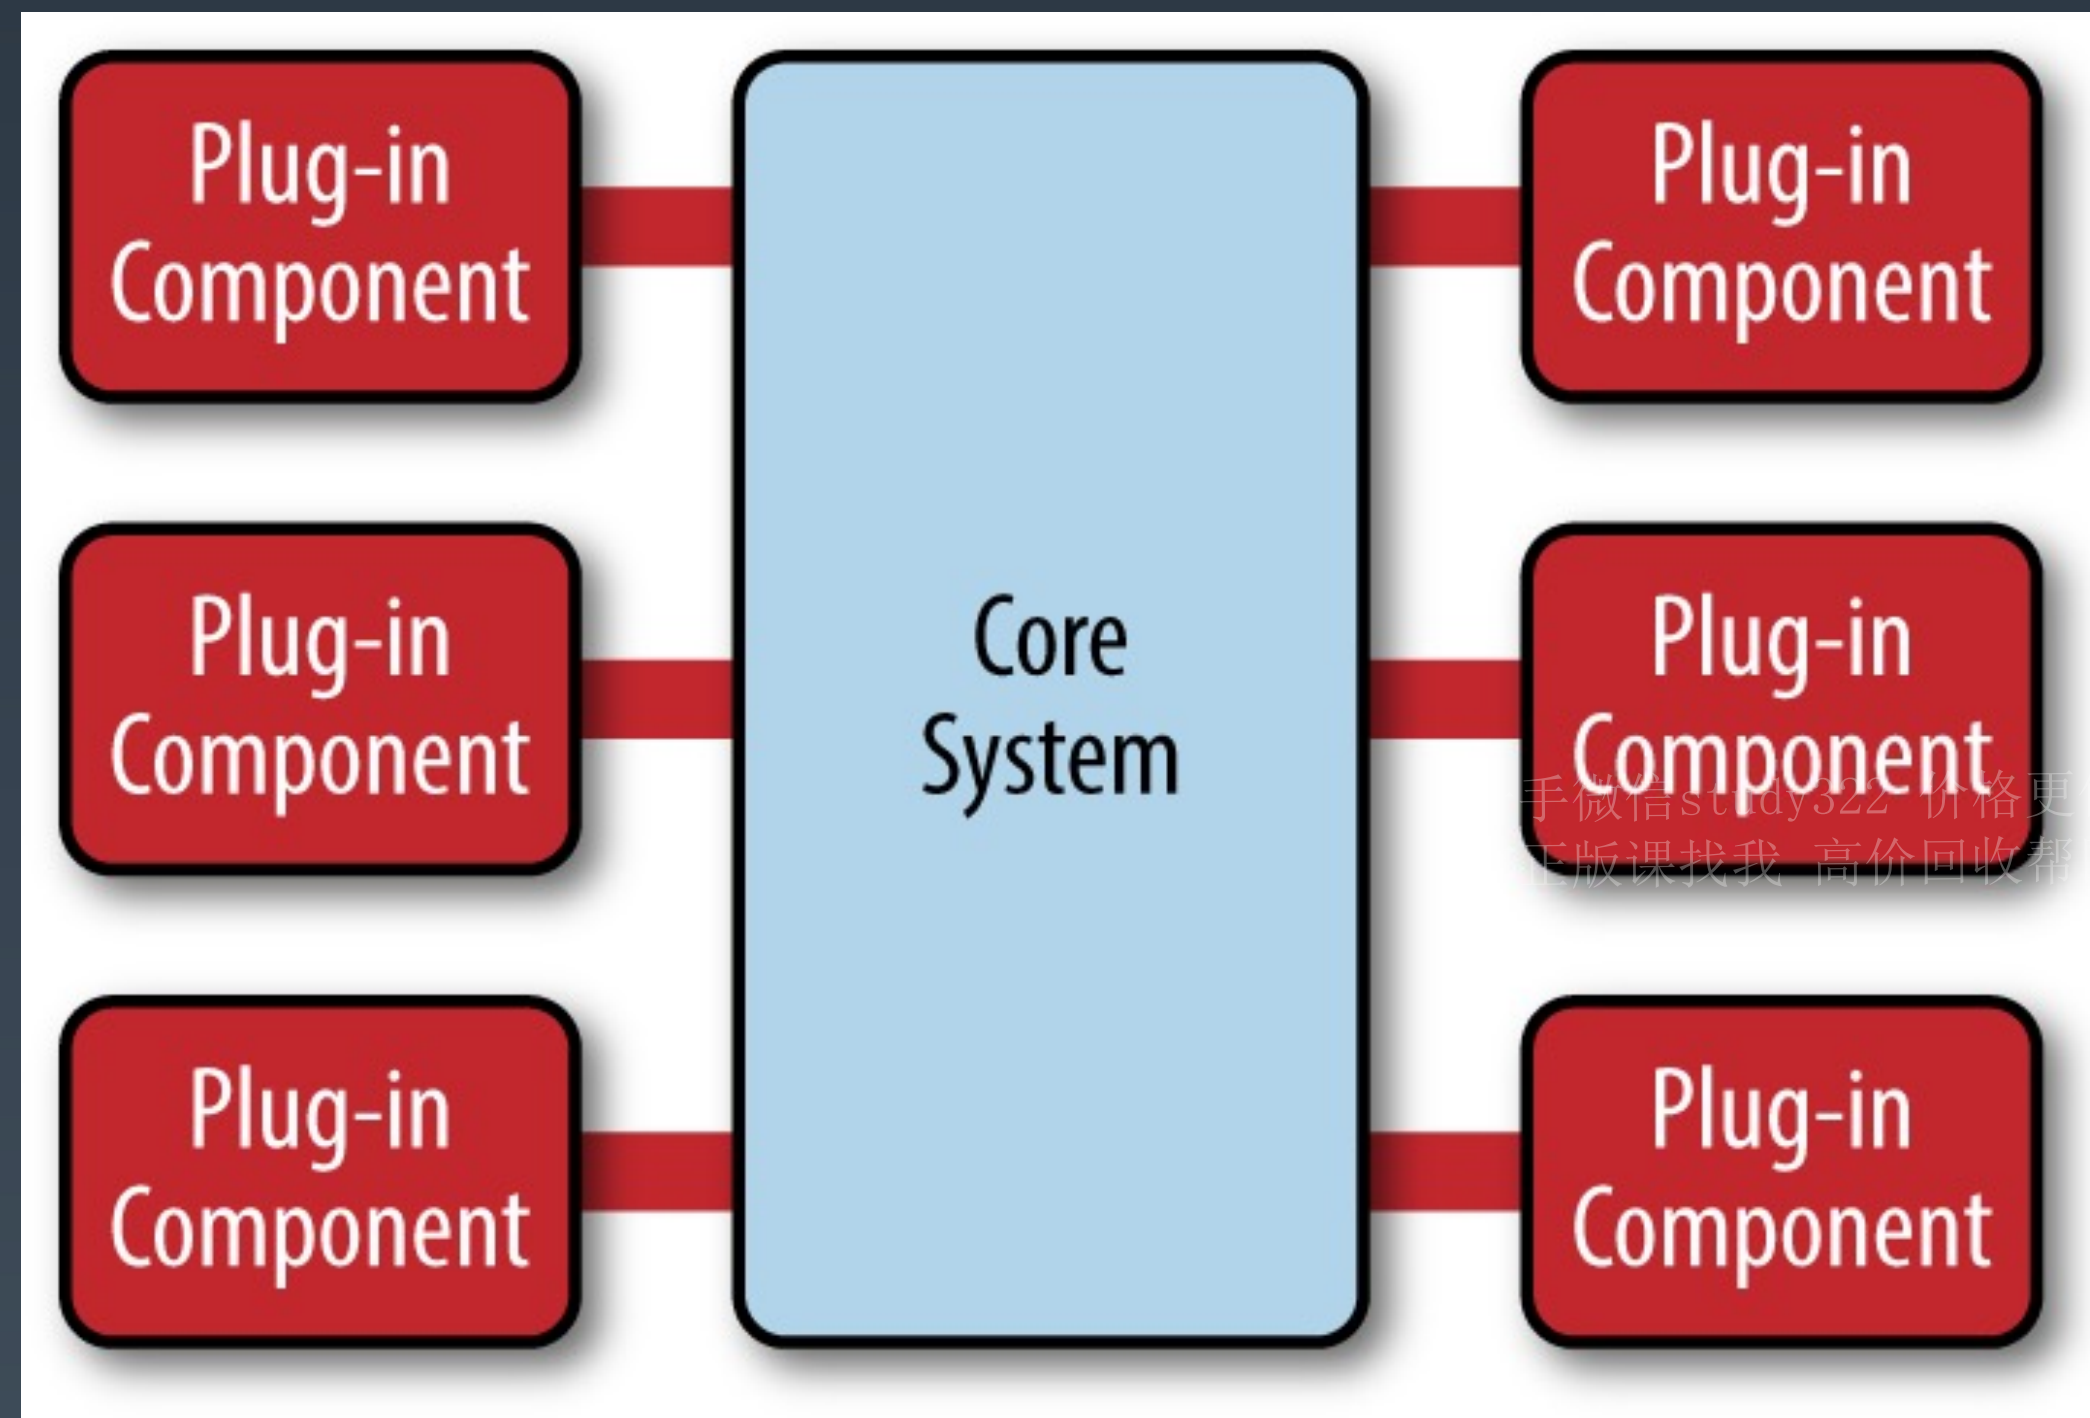 Plug-in
Component
Plug-in
Component
Plug-in
Component
Core
System
Plug-in
Component
Plug-in
Component
手微信study322 价格更
正版课找我 高价回收帮
Plug-in
Component